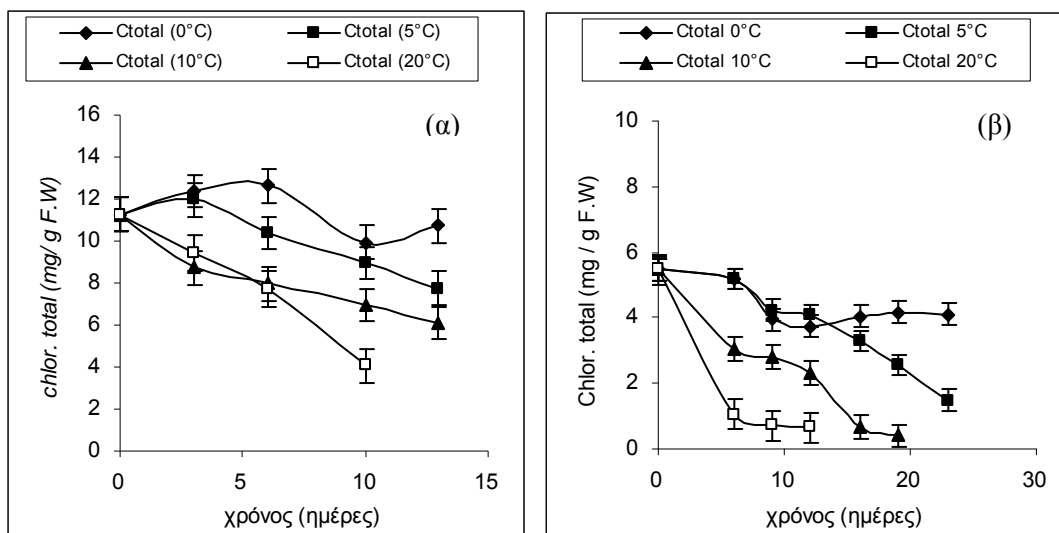 Ctotal (0°C) Ctotal (5°C)
Ctotal (10°C) Ctotal (20°C)
(α)
16
14
12
10
8
6
4
2
0
chlor. total (mg/ g F.W)
0 5 10 15
χρόνος (ημέρες)
Ctotal 0°C Ctotal 5°C
Ctotal 10°C Ctotal 20°C
(β)
10
8
6
4
2
0
Chlor. total (mg / g F.W)
0 10 20 30
χρόνος (ημέρες)